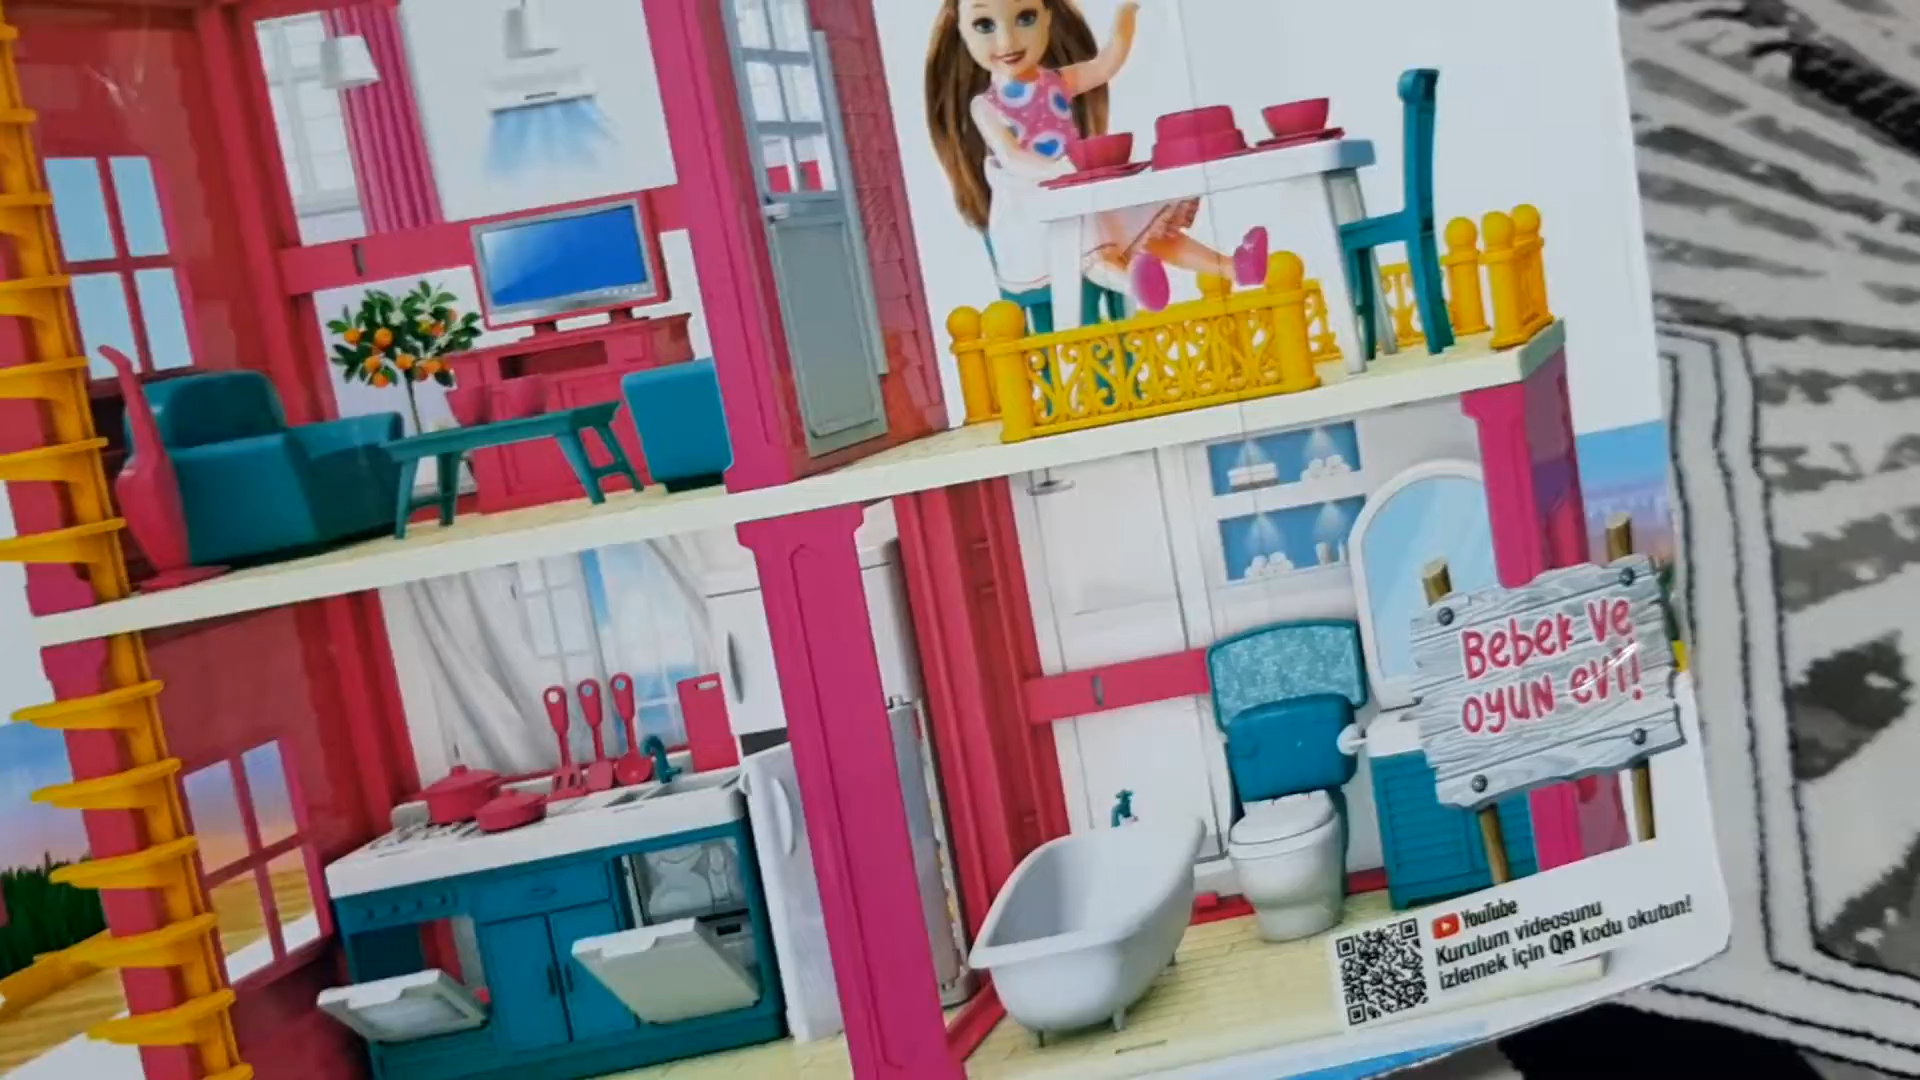 Bebek ve
oyun evi!
YouTube
Kurulum videosunu
izlemek için QR kodu okutun!